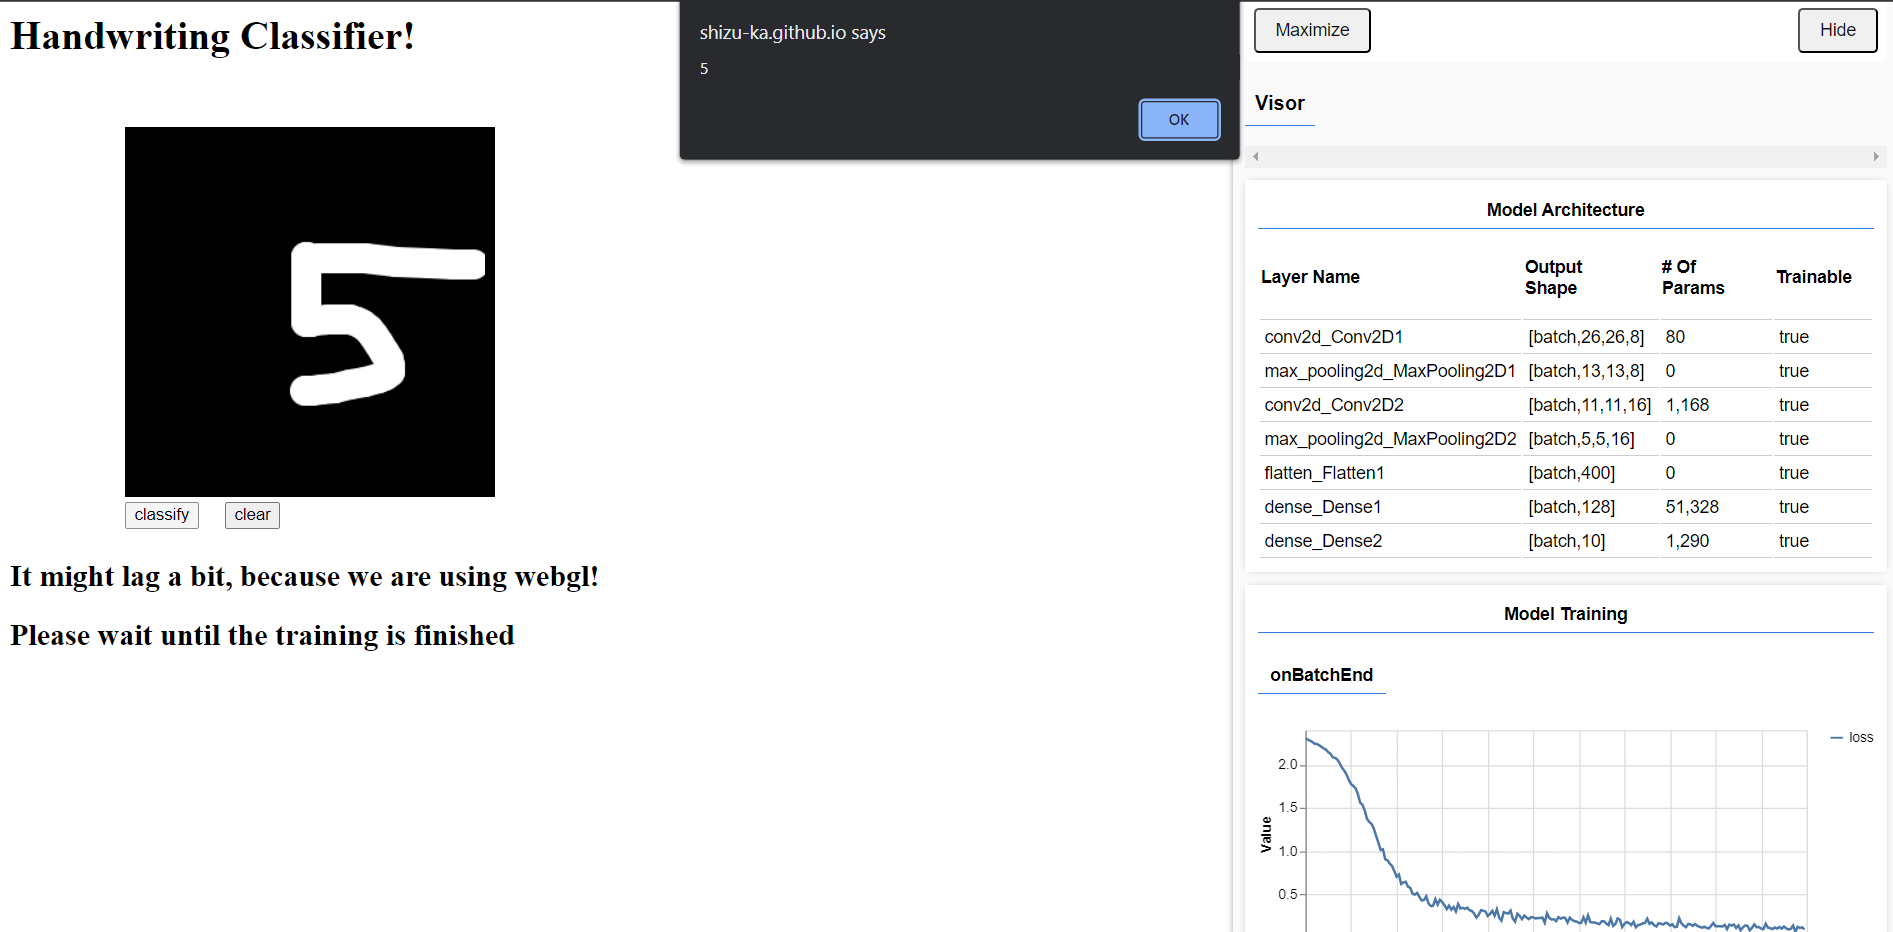 Handwriting Classifier!
5
classify clear
It might lag a bit, because we are using webgl!
Please wait until the training is finished
shizu-ka.github.io says
5
OK
Maximize Hide
Visor
Model Architecture
Layer Name Output Shape # Of Params Trainable
conv2d_Conv2D1 [batch,26,26,8] 80 true
max_pooling2d_MaxPooling2D1 [batch,13,13,8] 0 true
conv2d_Conv2D2 [batch,11,11,16] 1,168 true
max_pooling2d_MaxPooling2D2 [batch,5,5,16] 0 true
flatten_Flatten1 [batch,400] 0 true
dense_Dense1 [batch,128] 51,328 true
dense_Dense2 [batch,10] 1,290 true
Model Training
onBatchEnd
loss
2.0
1.5
1.0
0.5
Value